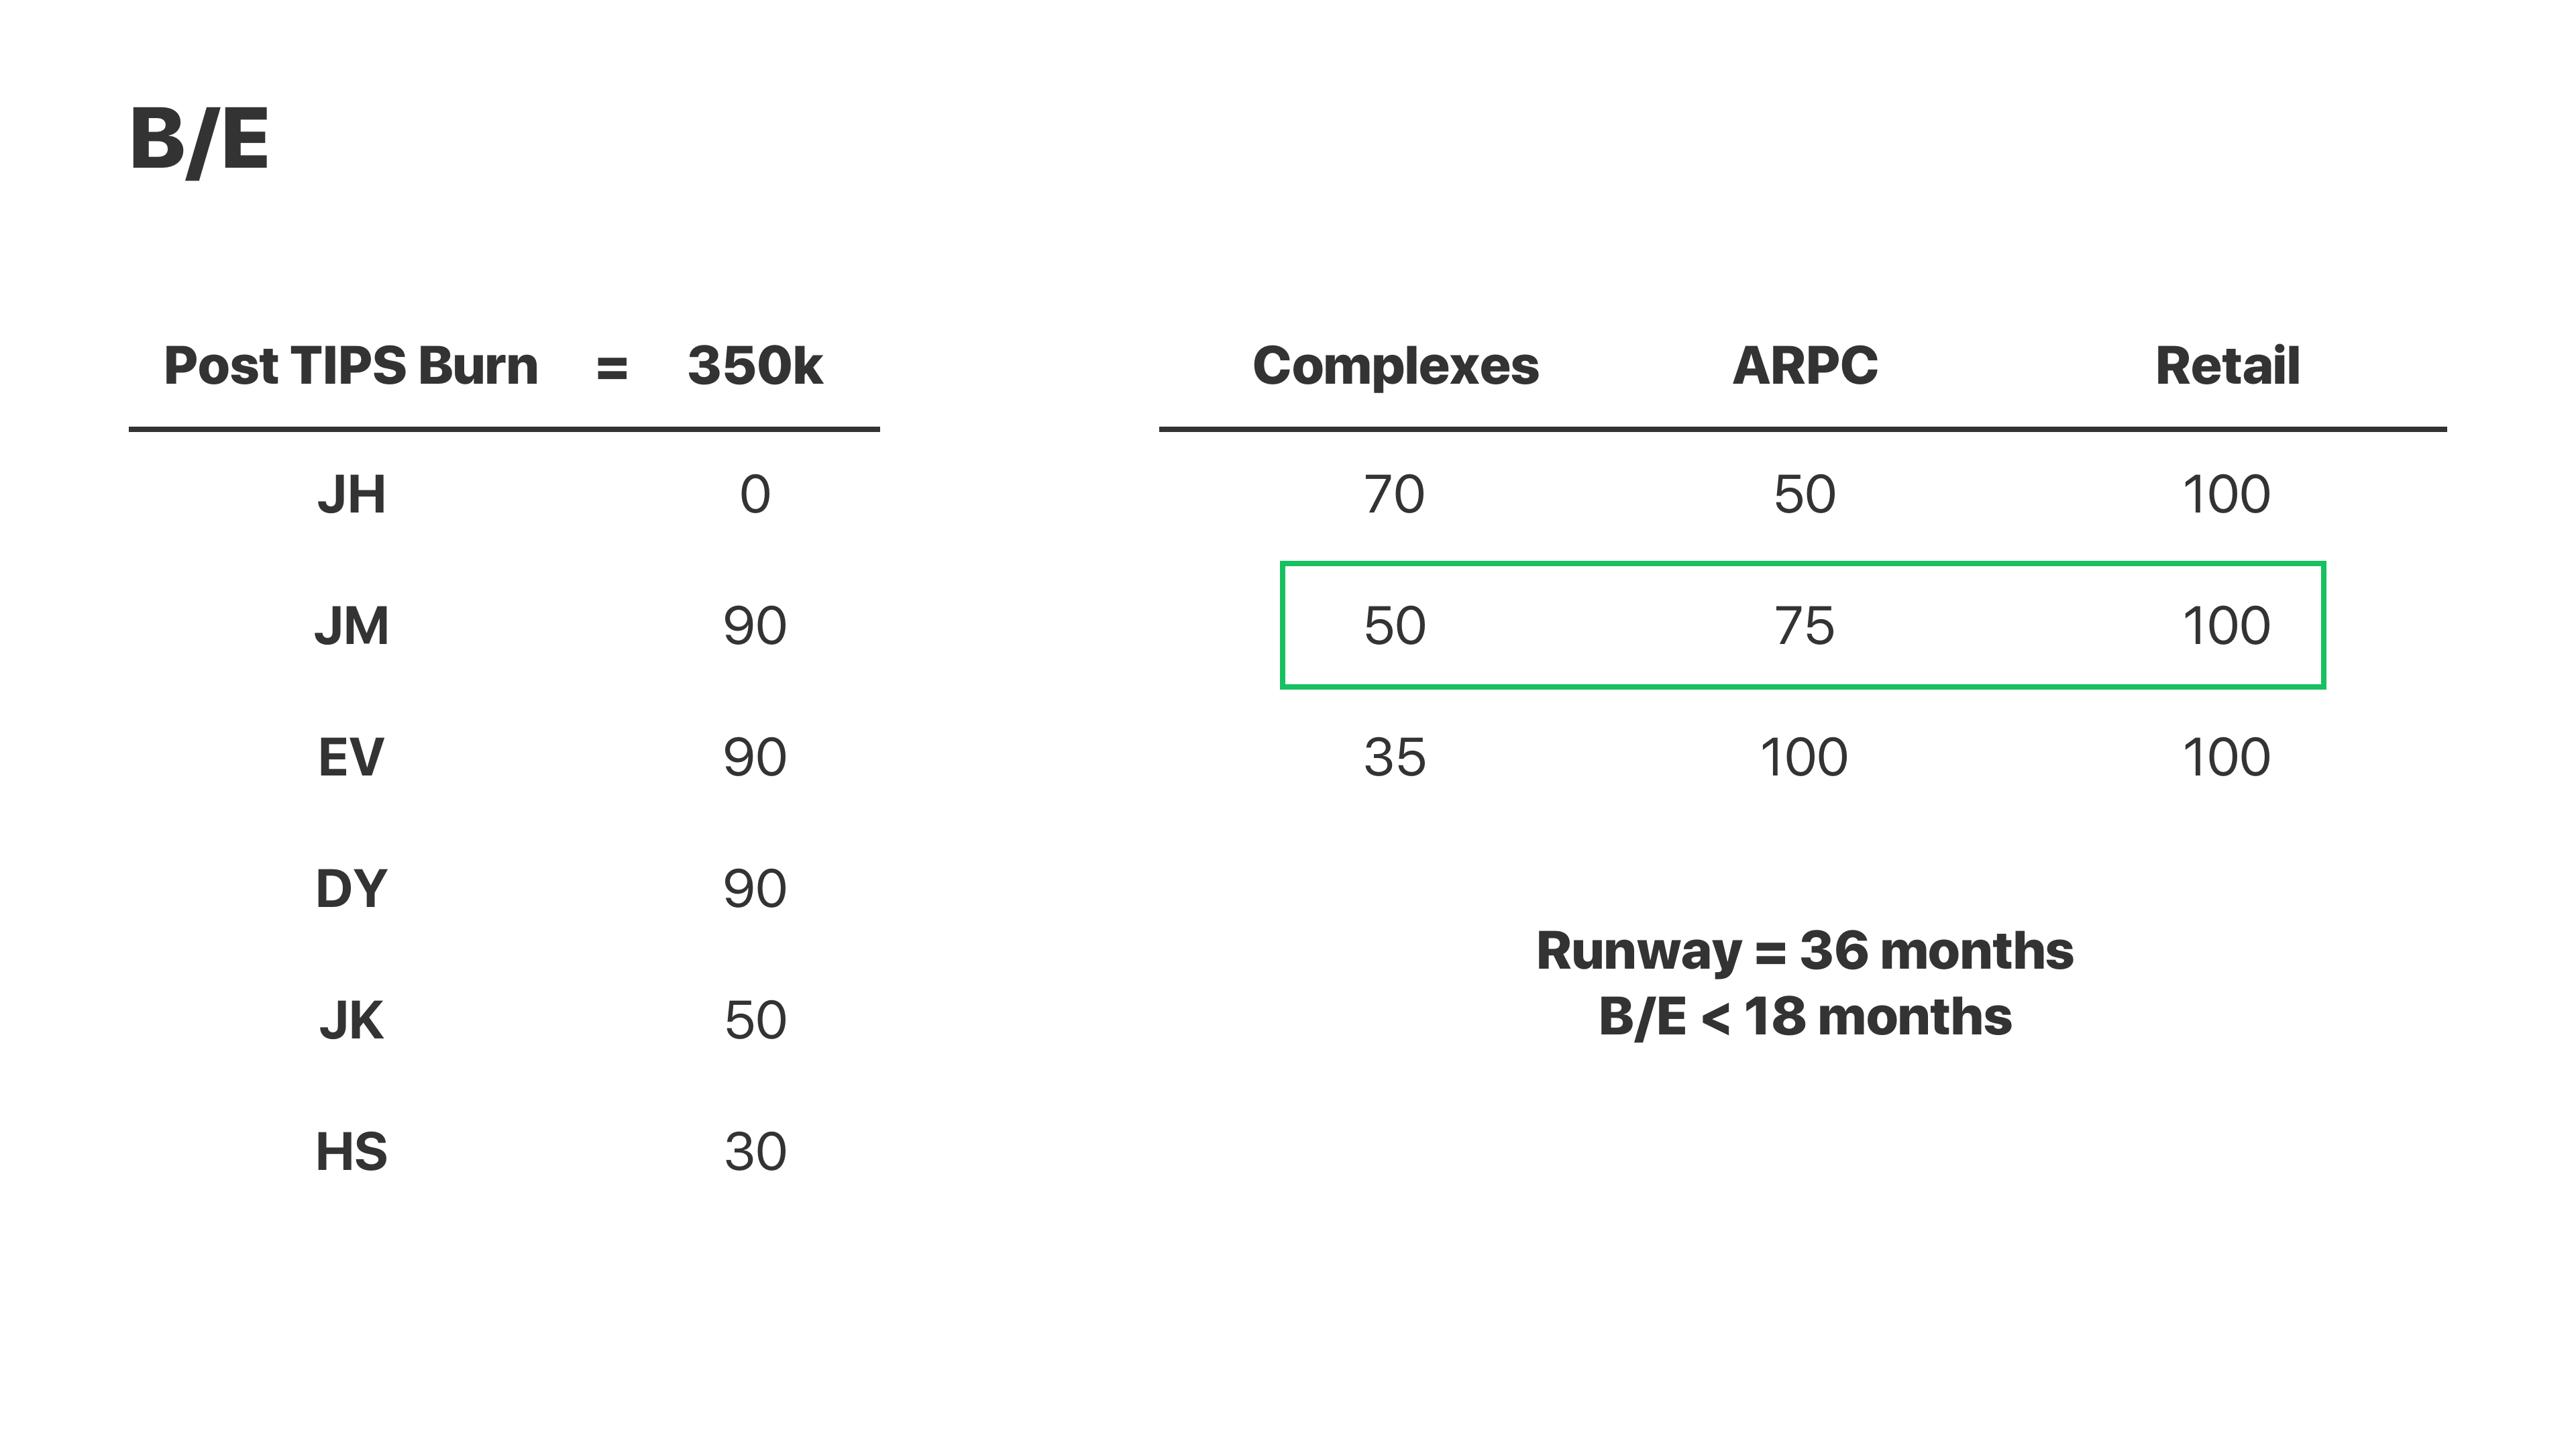 B/E
Post TIPS Burn = 350k
JH 0
JM 90
EV 90
DY 90
JK 50
HS 30
Complexes ARPC Retail
70 50 100
50 75 100
35 100 100
Runway = 36 months
B/E < 18 months